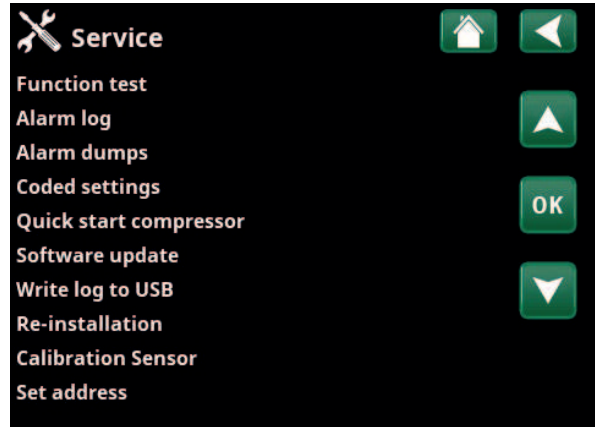 Service
Function test
Alarm log
Alarm dumps
Coded settings
OK
Quick start compressor
Software update
Write log to USB
Re-installation
Calibration Sensor
Set address